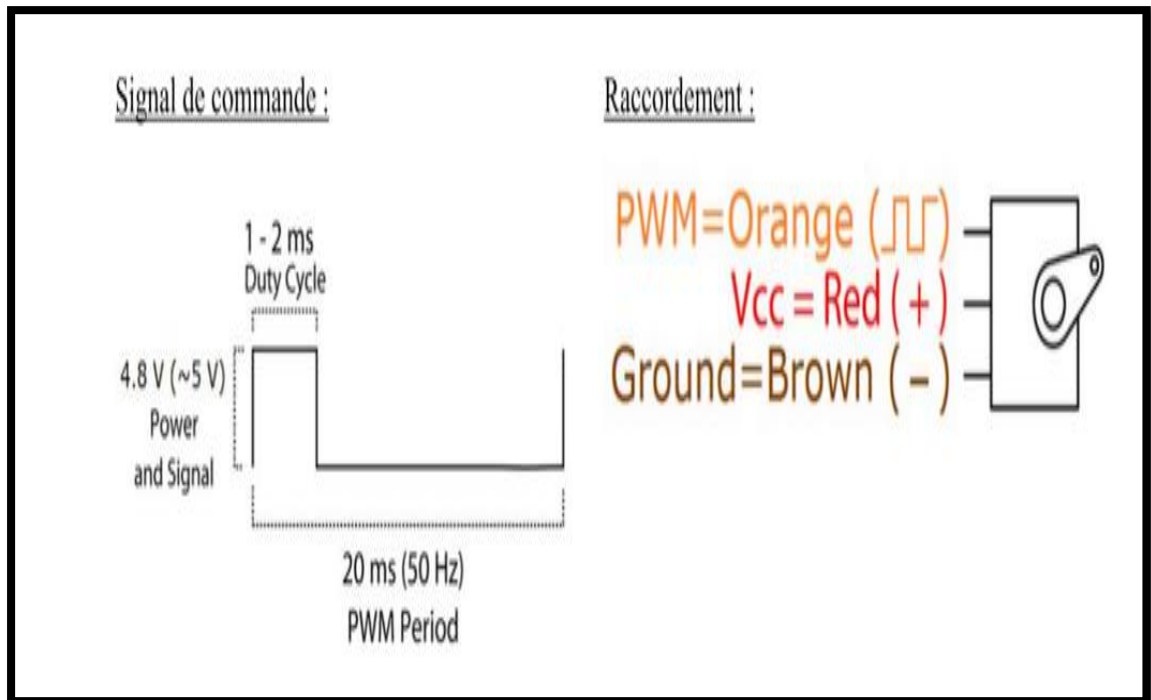 Signal de commande :
1 - 2 ms
Duty Cycle
4.8 V (~5 V)
Power
and Signal
20 ms (50 Hz)
PWM Period
Raccordement :
PWM=Orange ()
Vcc = Red ( + )
Ground=Brown ( – )